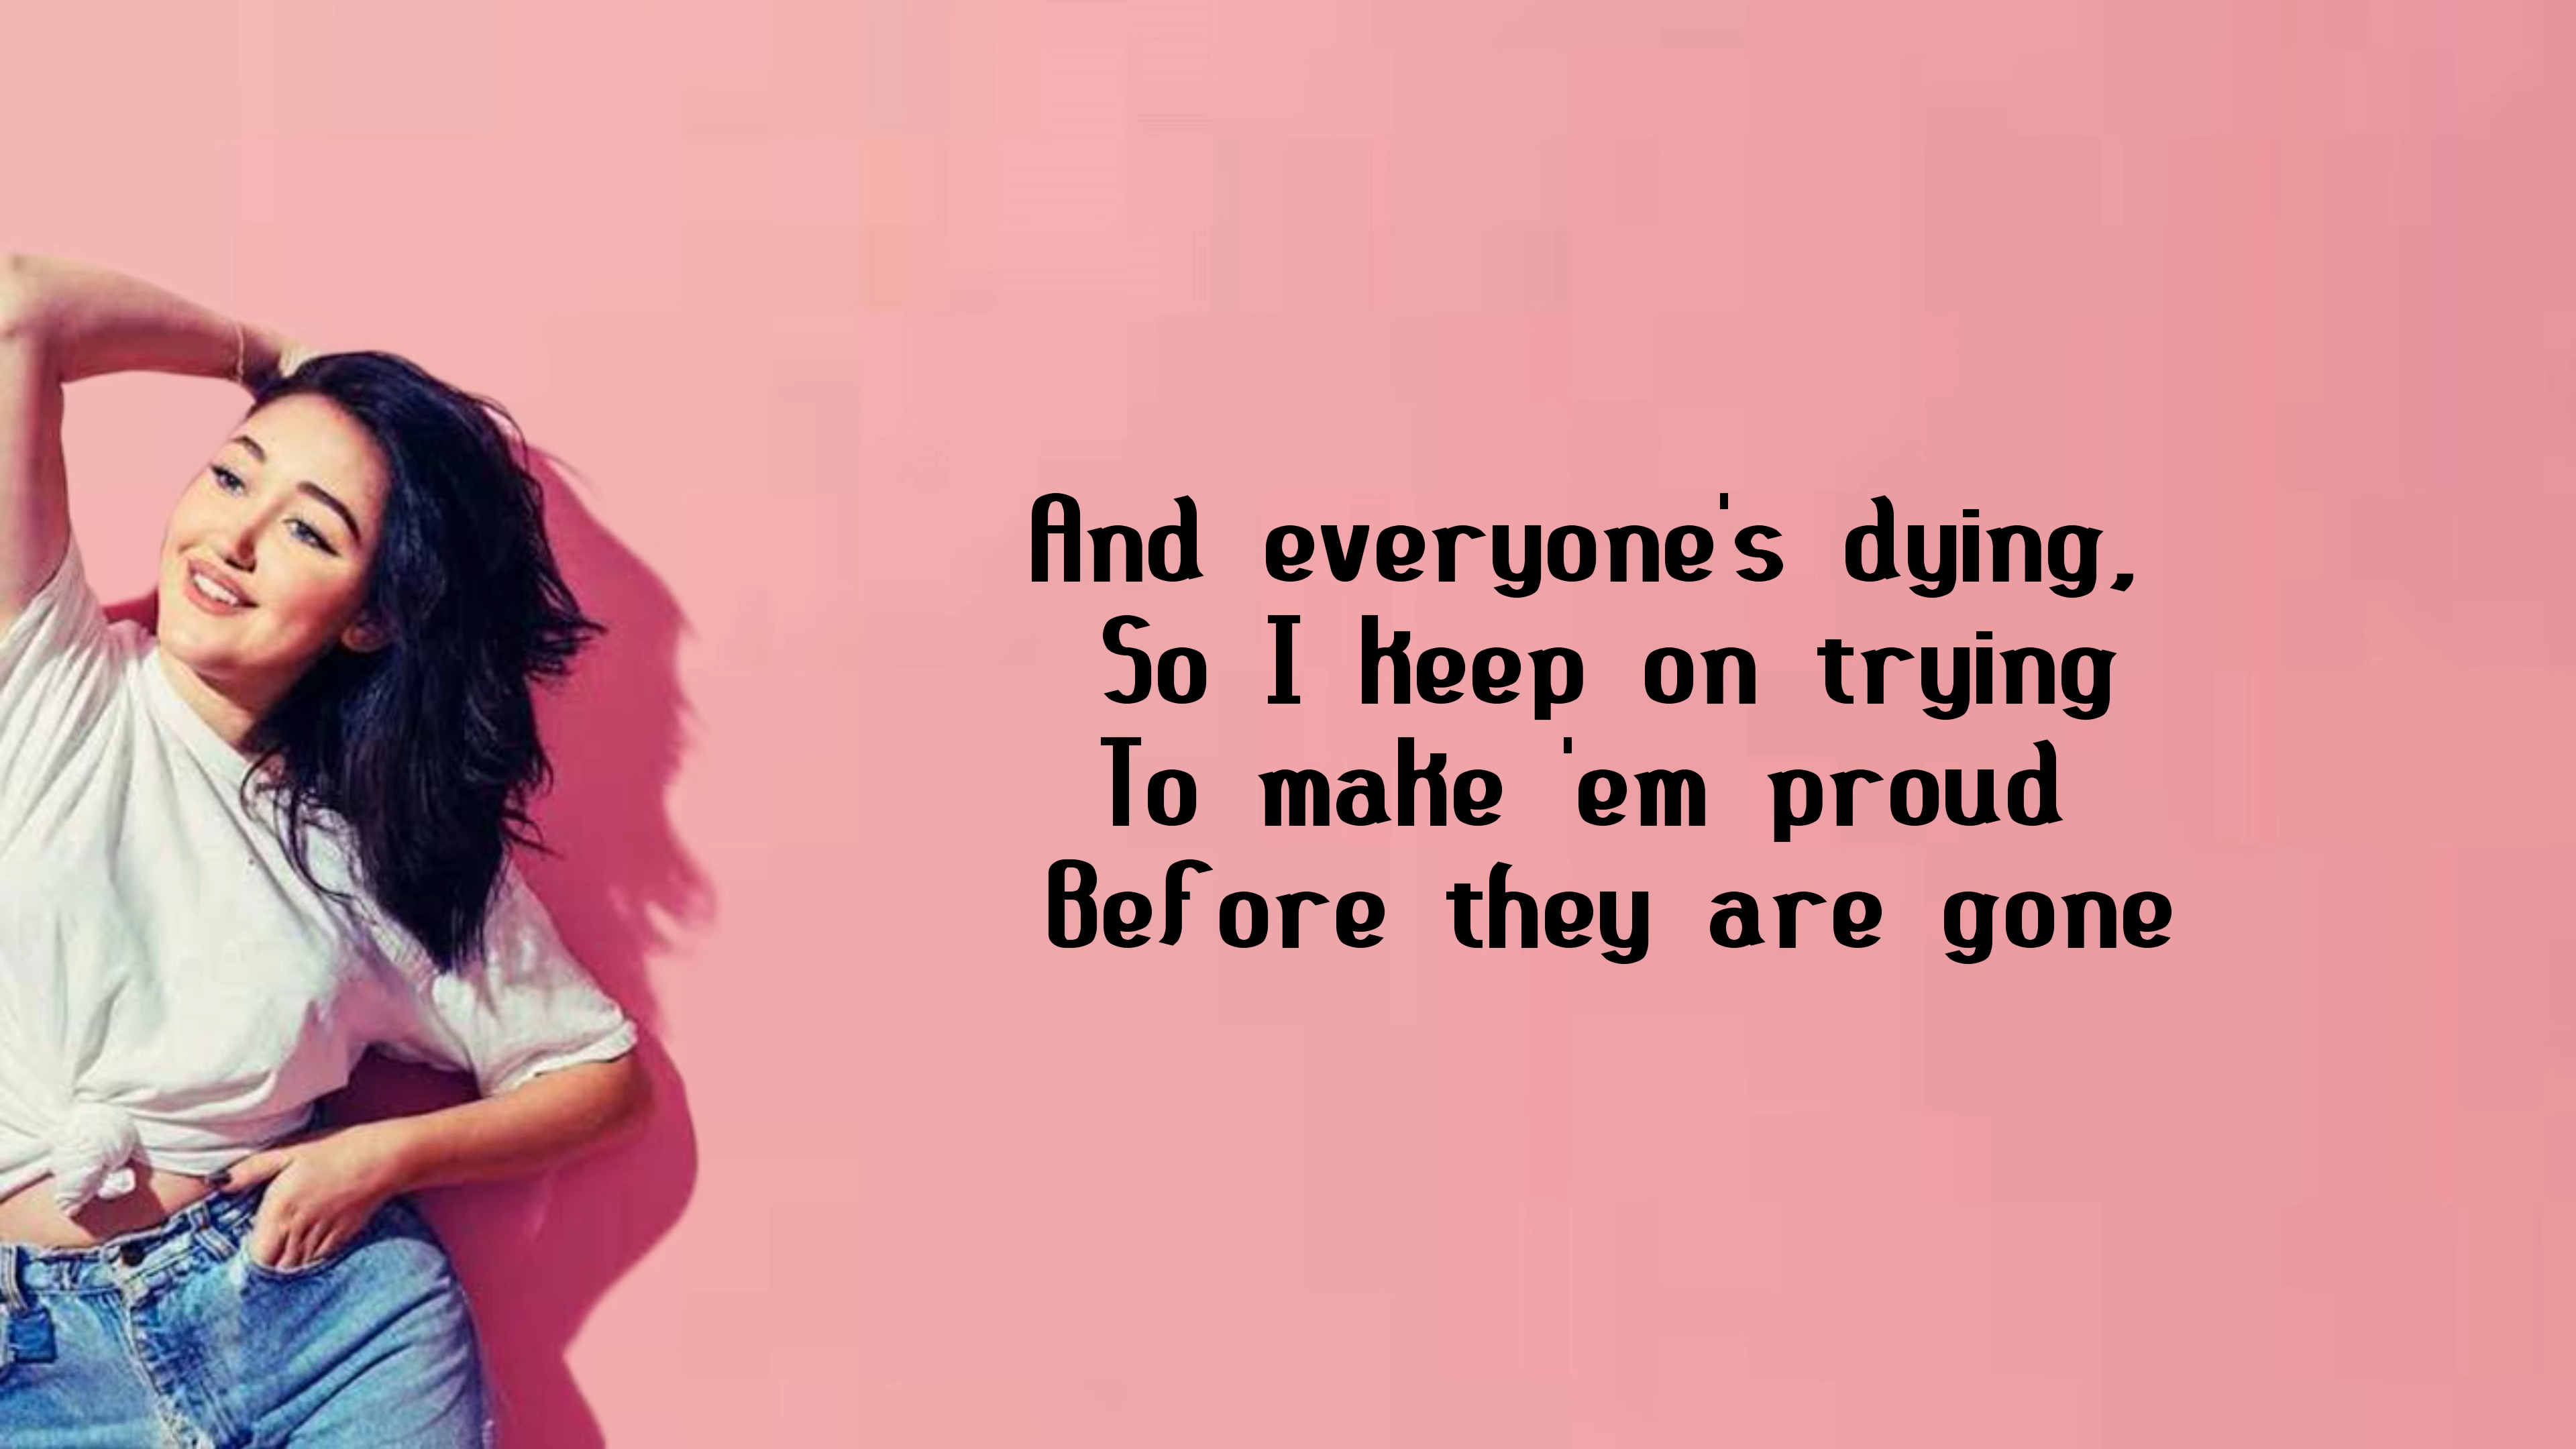 And everyone's dying,
So I keep on trying
To make 'em proud
Before they are gone